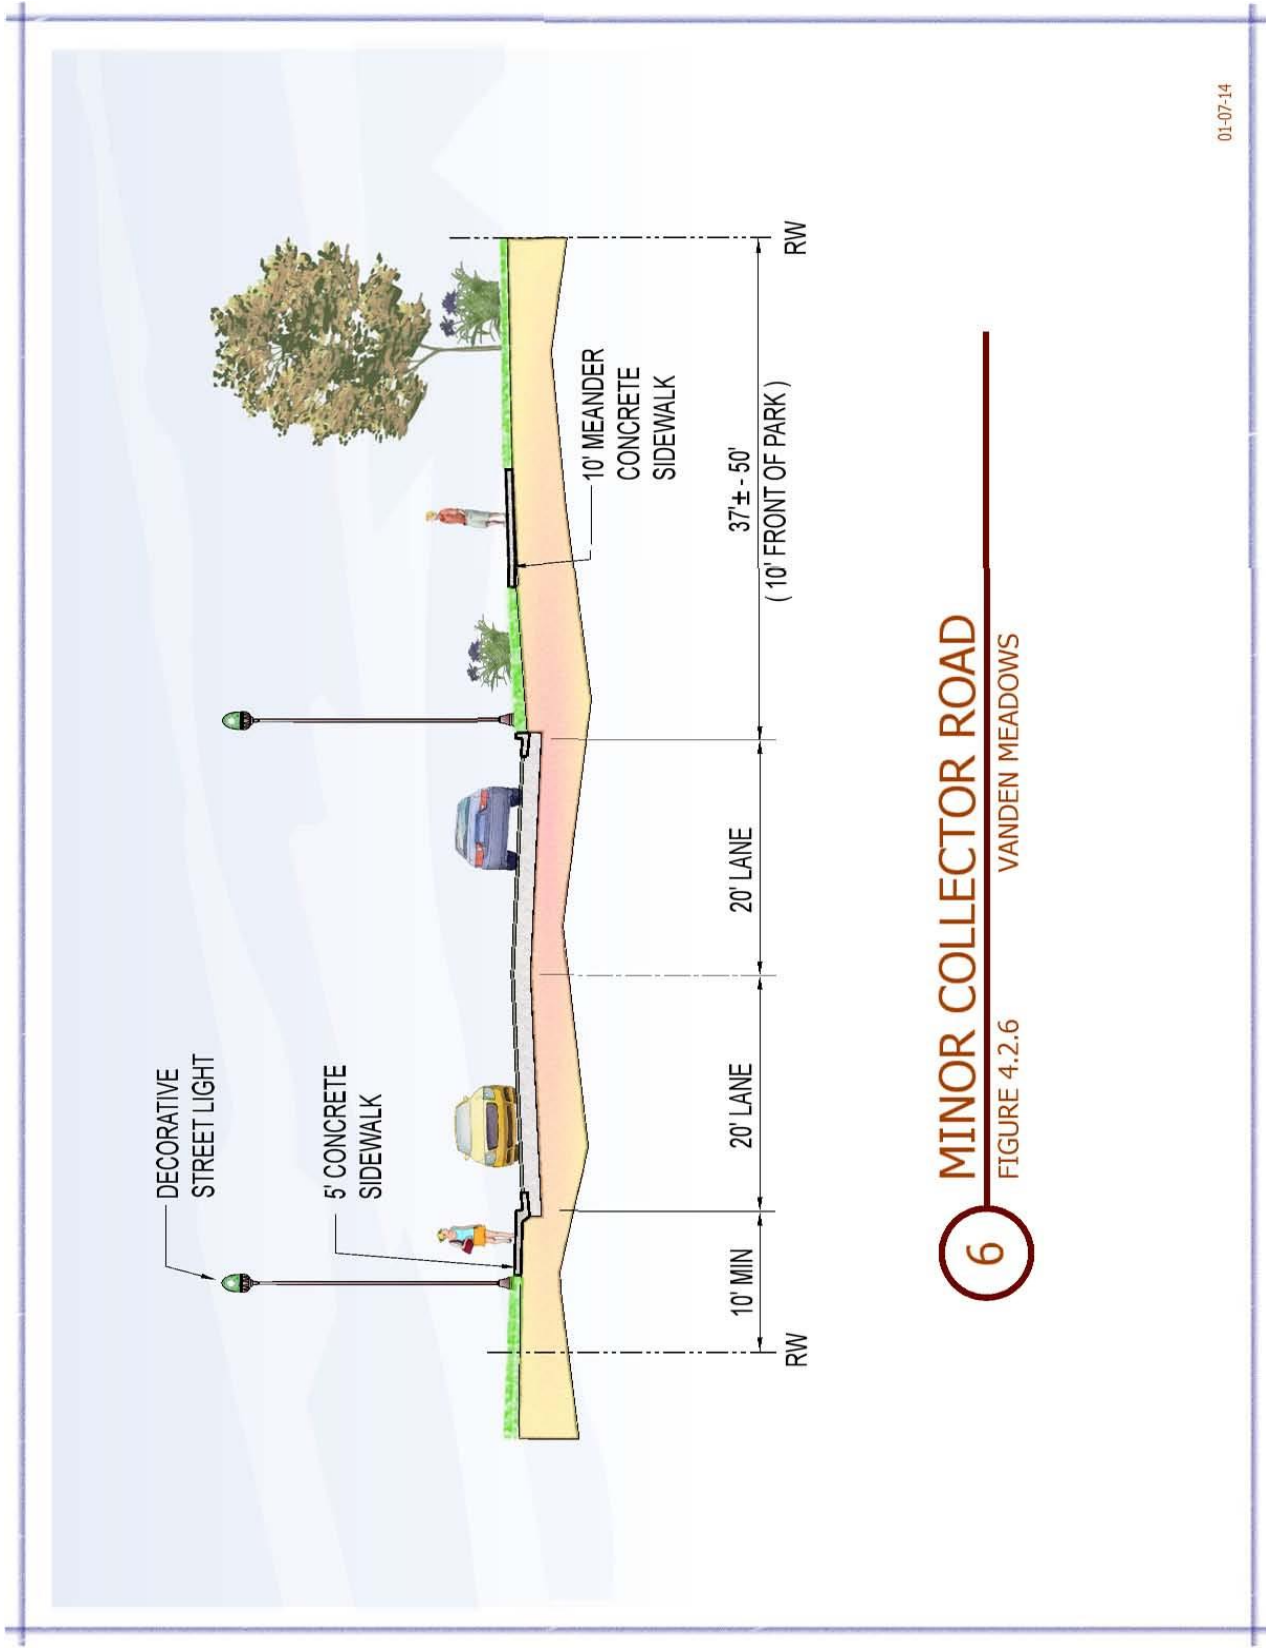 DECORATIVE
STREET LIGHT
5' CONCRETE
SIDEWALK
10' MEANDER
CONCRETE
SIDEWALK
10' MIN
20' LANE
20' LANE
37'± - 50'
( 10' FRONT OF PARK )
RW
RW
6
MINOR COLLECTOR ROAD
FIGURE 4.2.6
VANDEN MEADOWS
01-07-14